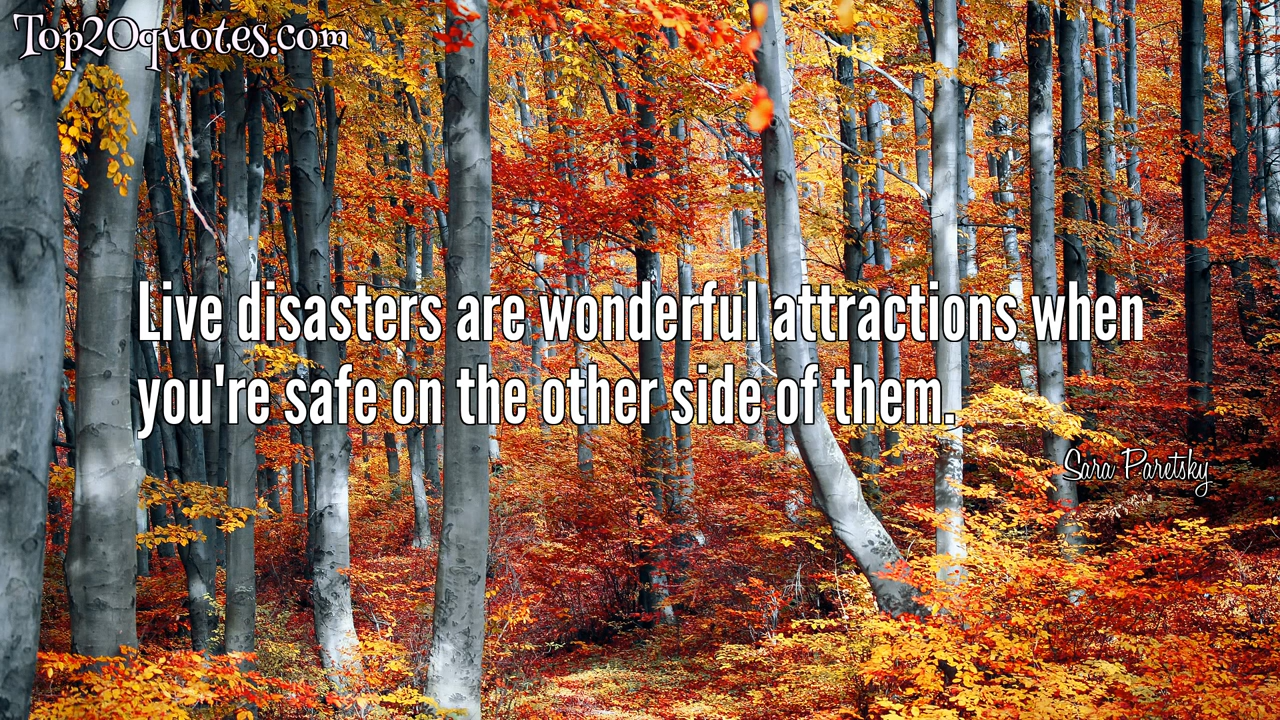 Top20quotes.com
Live disasters are wonderful attractions when
you're safe on the other side of them.
Sara Paretsky